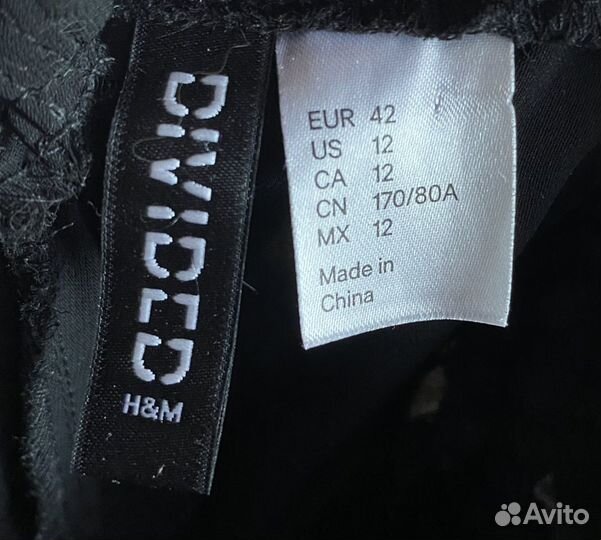 DIVIDED
H&M
EUR 42
US 12
CA 12
CN 170/80A
MX 12
Made in
China
Avito